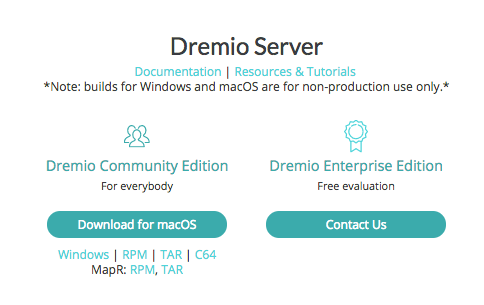 Dremio Server
Documentation | Resources & Tutorials
*Note: builds for Windows and macOS are for non-production use only.*
Dremio Community Edition
For everybody
Download for macOS
Windows | RPM | TAR | C64
MapR: RPM, TAR
Dremio Enterprise Edition
Free evaluation
Contact Us